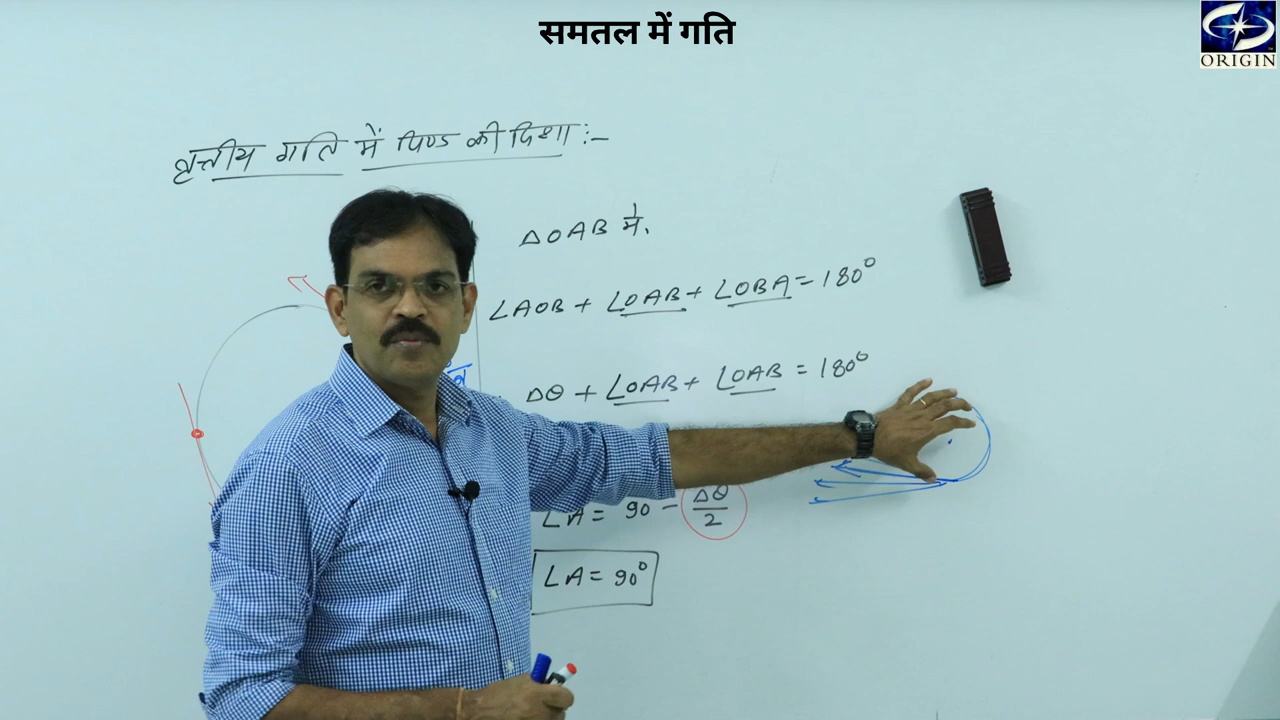 समतल में गति
ORIGIN
वृत्तीय गति में पिण्ड की दिशा :-
ΔOAB में,
∠AOB + ∠OAB + ∠OBA = 180°
Δθ + ∠OAB + ∠OAB = 180°
∠A = 90 - Δθ/2
∠A = 90°